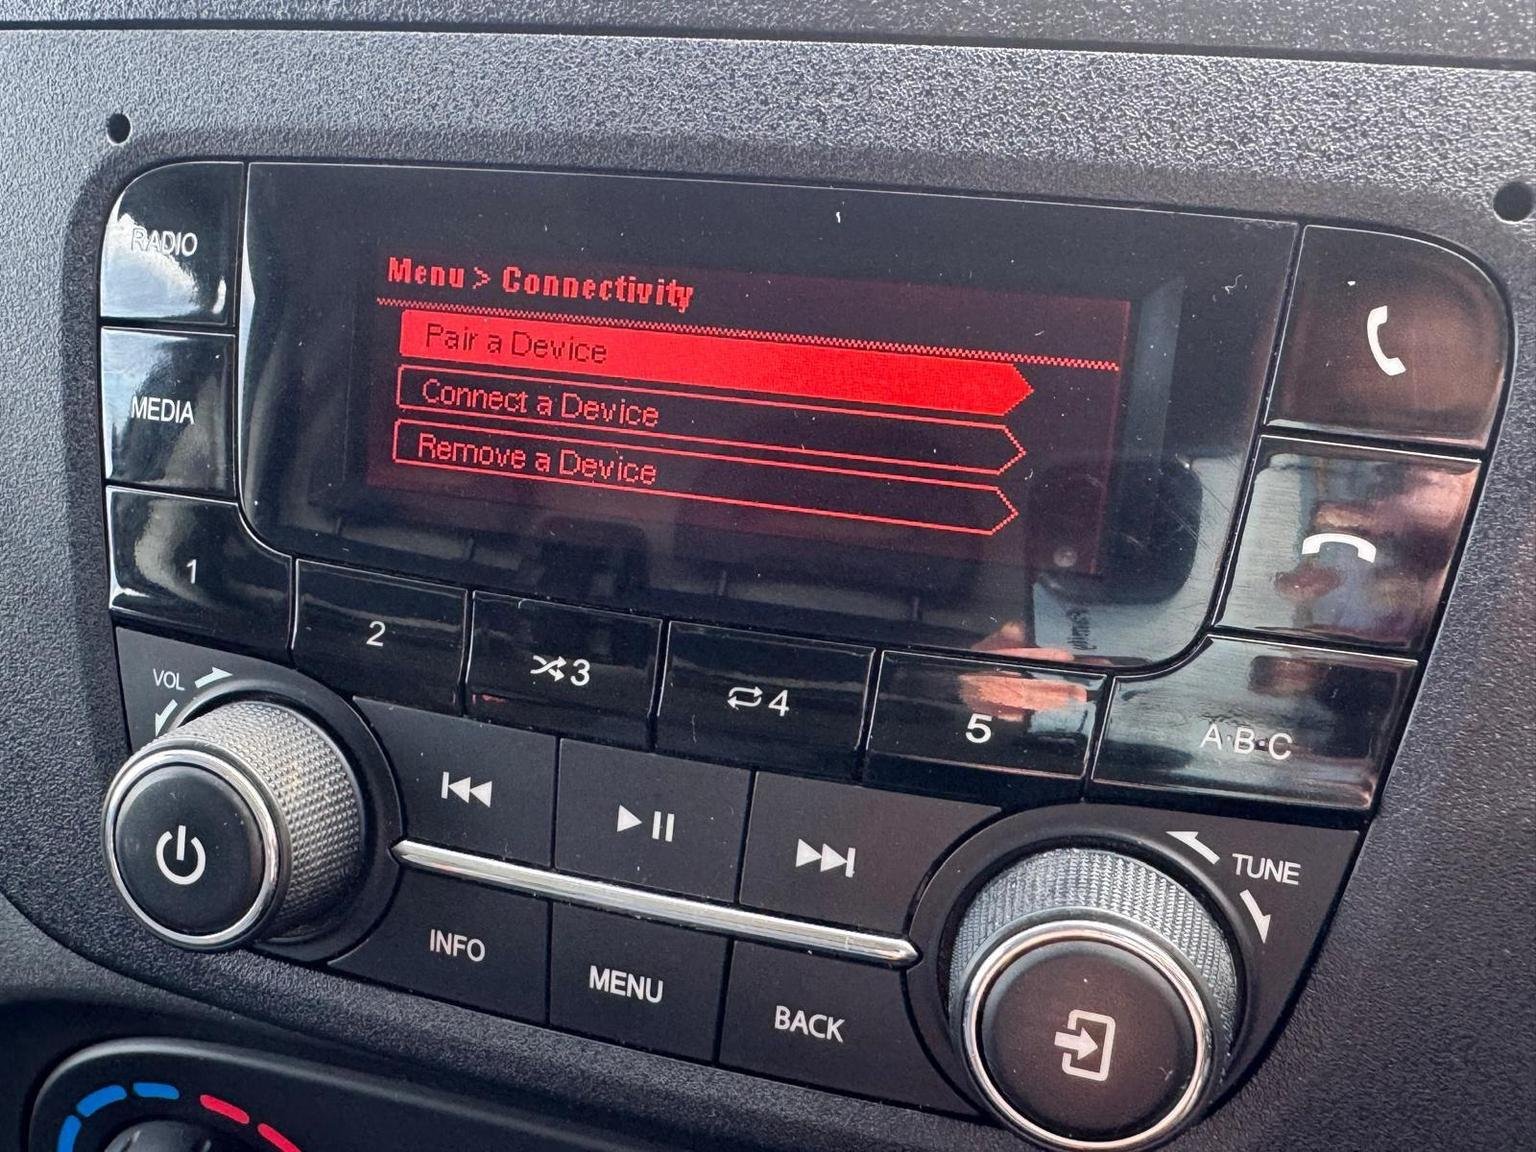 RADIO
MEDIA
Menu > Connectivity
Pair a Device
Connect a Device
Remove a Device
1
2
3
4
5
A·B·C
VOL
TUNE
INFO
MENU
BACK